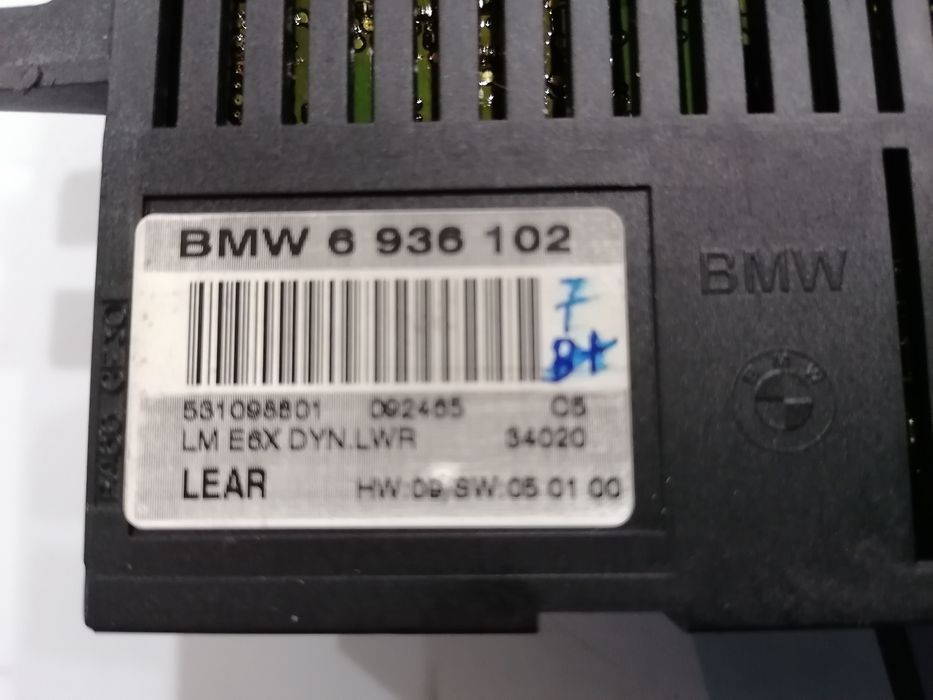 BMW 6 936 102
7
8+
531098801 092465 C5
LM E6X DYN.LWR 34020
LEAR HW:09/SW:05 01 00
BMW
BMW